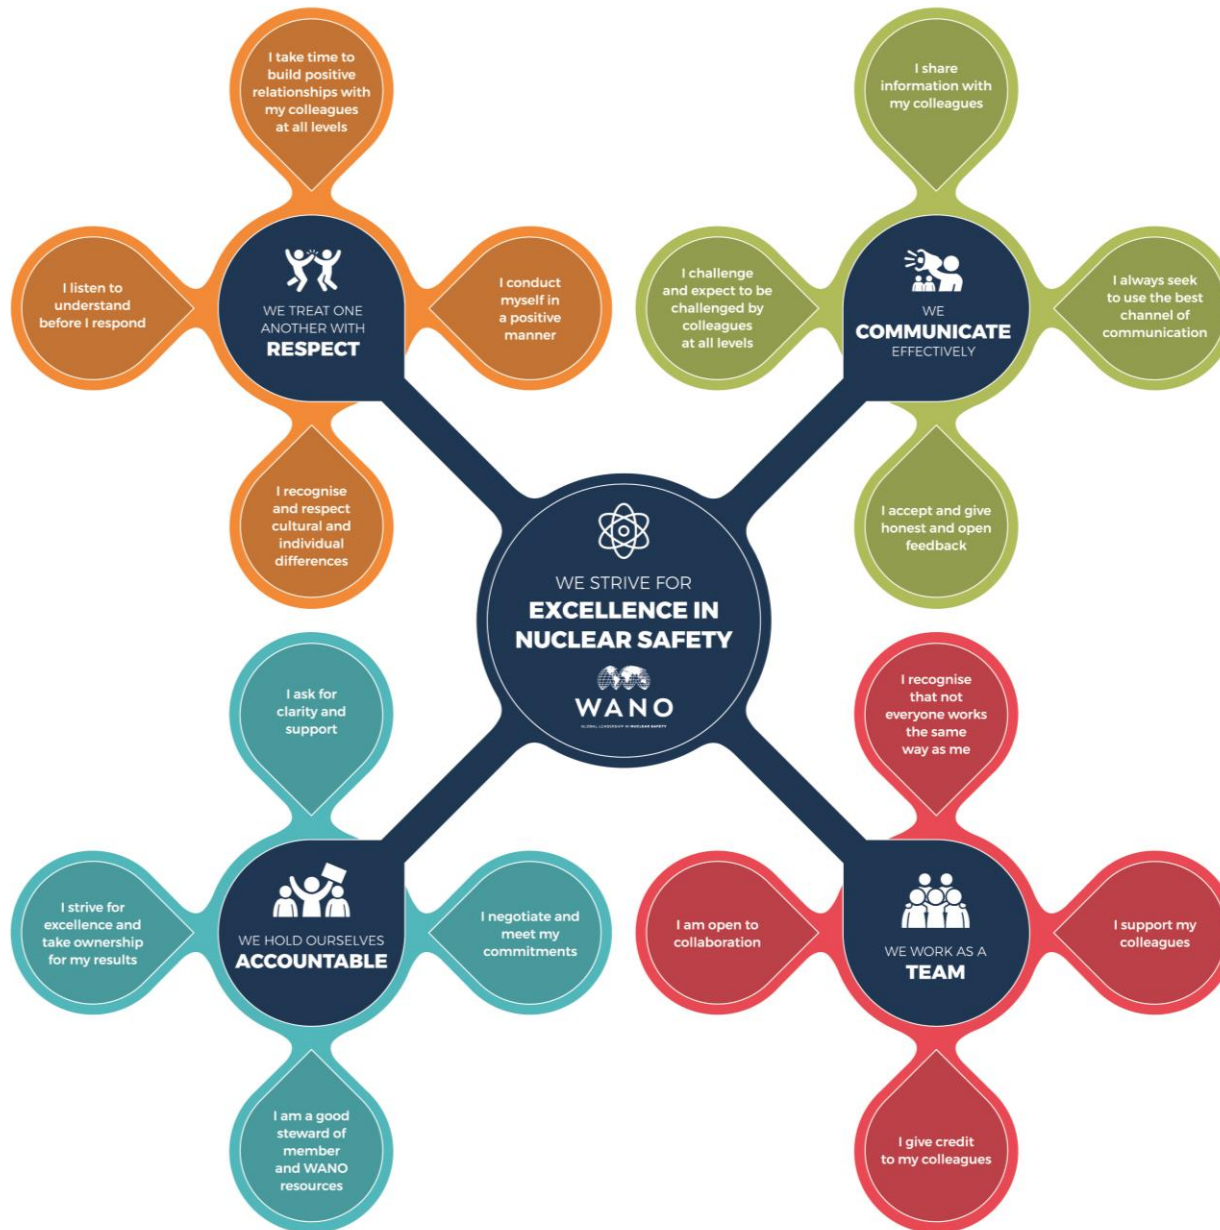 I take time to
build positive
relationships with
my colleagues
at all levels
I listen to
understand
before I respond
WE TREAT ONE
ANOTHER WITH
RESPECT
I conduct
myself in
a positive
manner
I recognise
and respect
cultural and
individual
differences
I share
information with
my colleagues
I challenge
and expect to be
challenged by
colleagues
at all levels
WE
COMMUNICATE
EFFECTIVELY
I always seek
to use the best
channel of
communication
I accept and give
honest and open
feedback
WE STRIVE FOR
EXCELLENCE IN
NUCLEAR SAFETY
WANO
GLOBAL LEADERSHIP IN NUCLEAR SAFETY
I ask for
clarity and
support
I strive for
excellence and
take ownership
for my results
WE HOLD OURSELVES
ACCOUNTABLE
I negotiate and
meet my
commitments
I am a good
steward of
member
and WANO
resources
I recognise
that not
everyone works
the same
way as me
I am open to
collaboration
WE WORK AS A
TEAM
I support my
colleagues
I give credit
to my colleagues